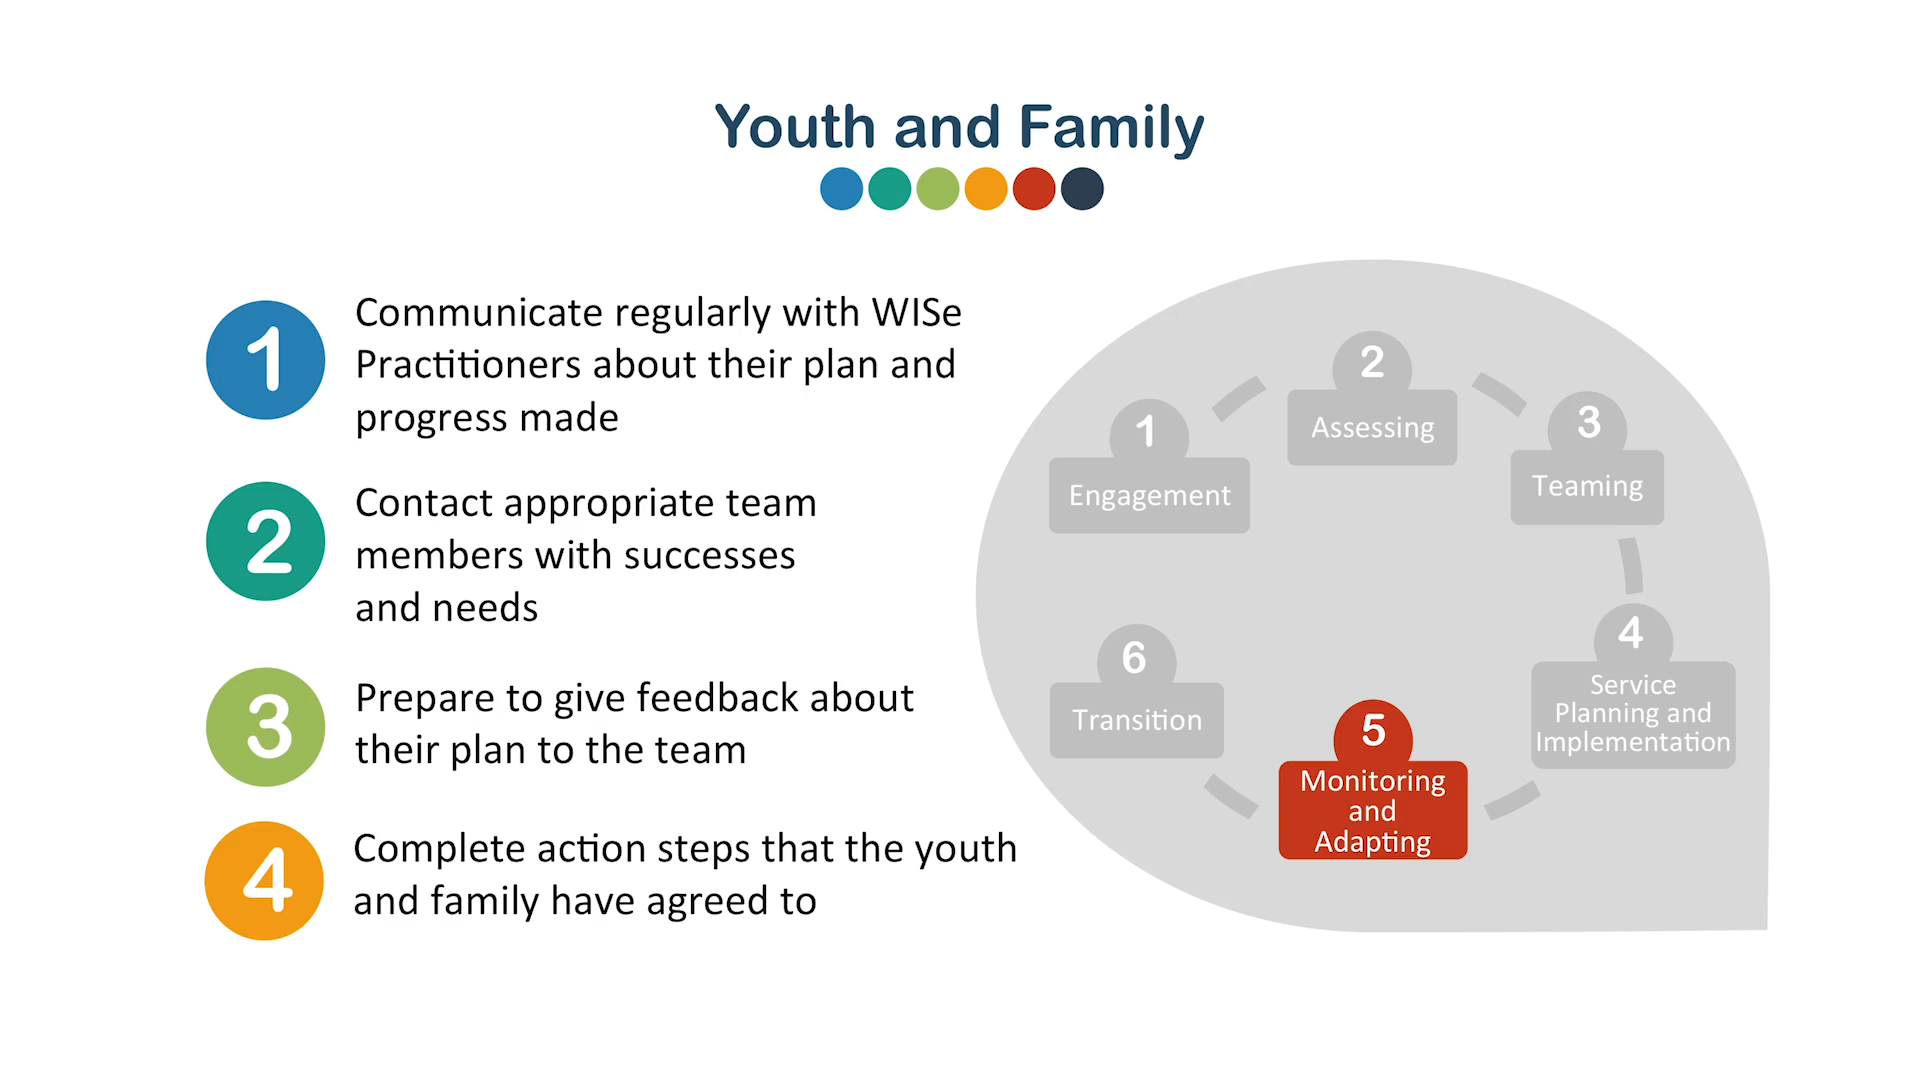 Youth and Family
1
Communicate regularly with WISe
Practitioners about their plan and
progress made
2
Contact appropriate team
members with successes
and needs
3
Prepare to give feedback about
their plan to the team
4
Complete action steps that the youth
and family have agreed to
1
Engagement
2
Assessing
3
Teaming
4
Service
Planning and
Implementation
5
Monitoring
and
Adapting
6
Transition